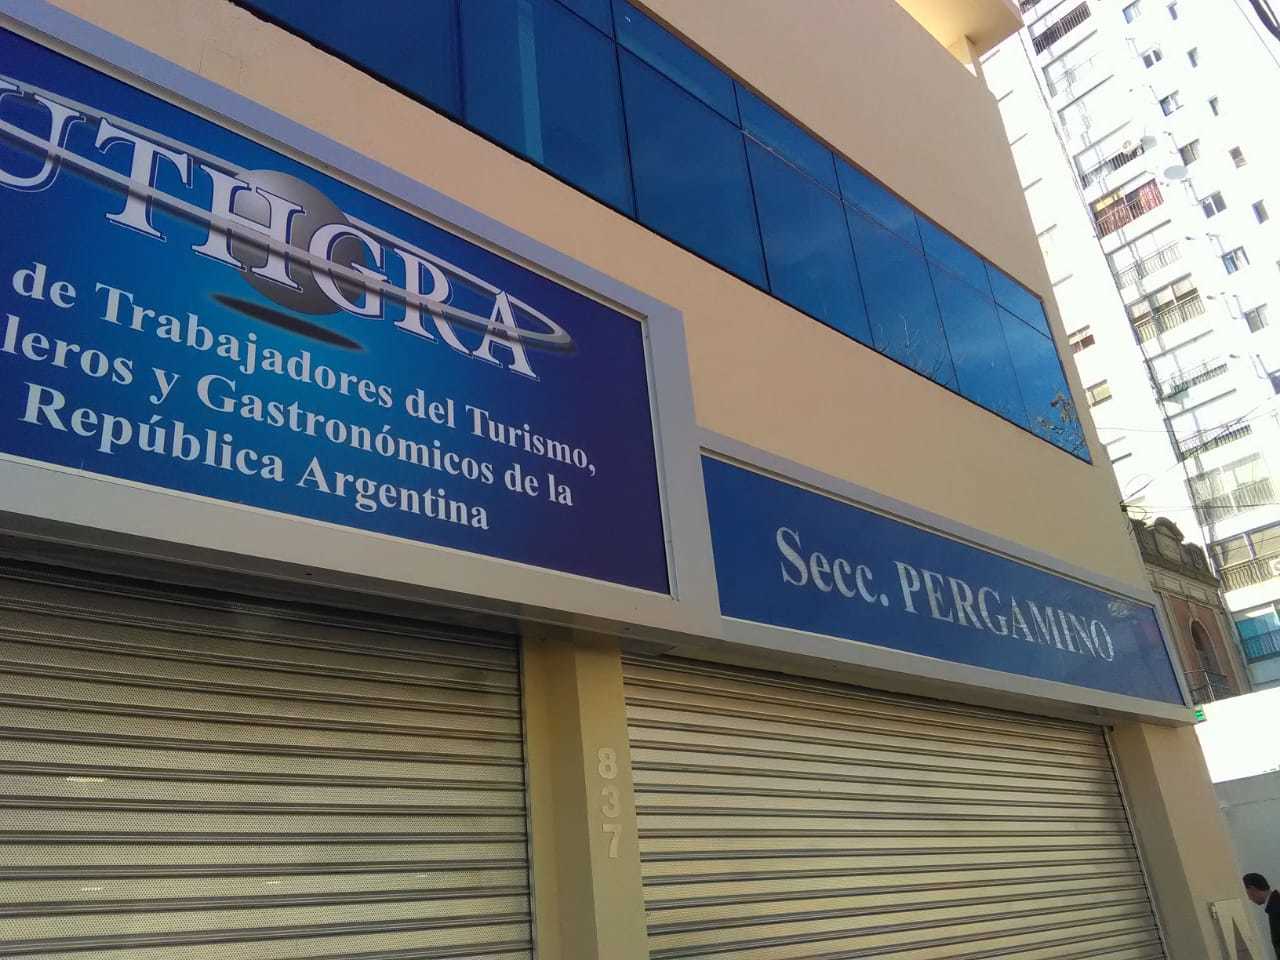 UTHGRA
de Trabajadores del Turismo,
leros y Gastronómicos de la
República Argentina
Secc. PERGAMINO
837